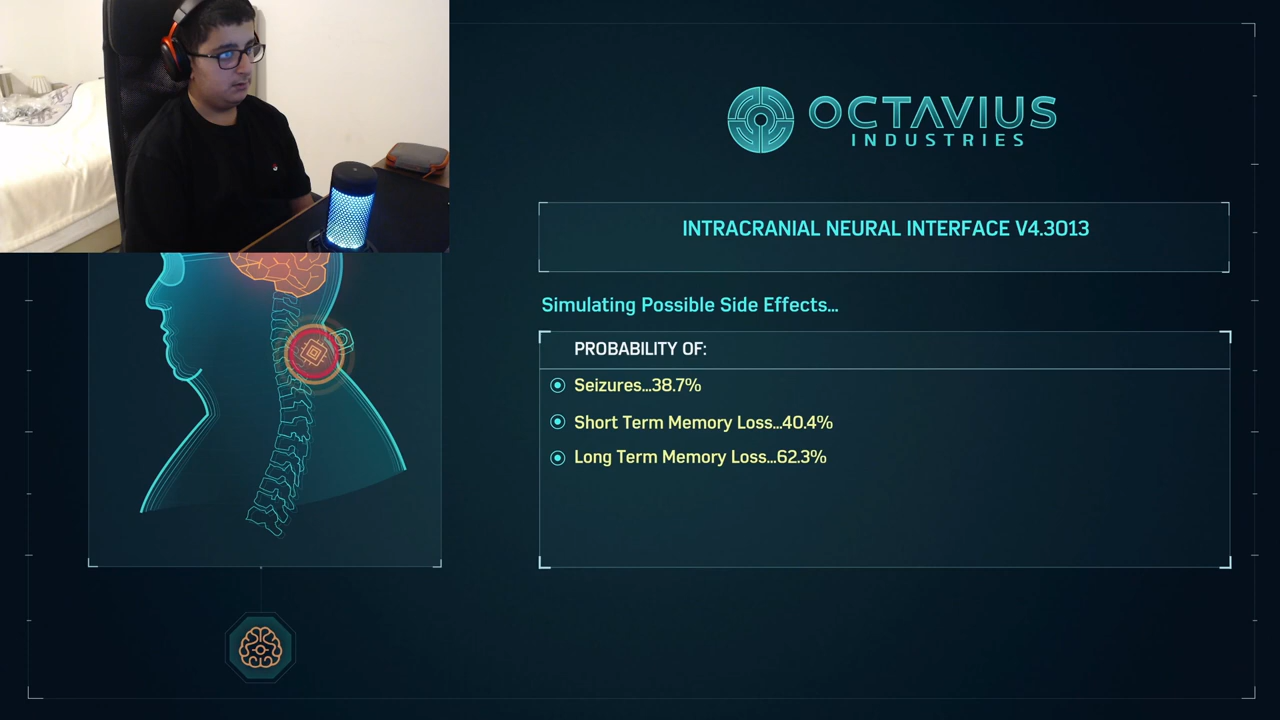 OCTAVIUS
INDUSTRIES
INTRACRANIAL NEURAL INTERFACE V4.3013
Simulating Possible Side Effects...
PROBABILITY OF:
Seizures...38.7%
Short Term Memory Loss...40.4%
Long Term Memory Loss...62.3%